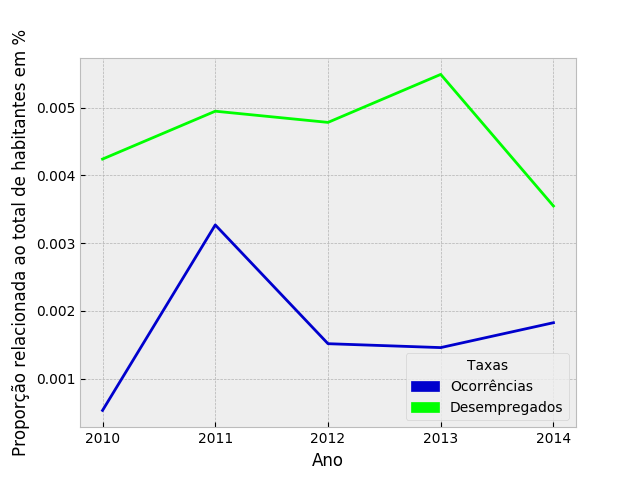 Proporção relacionada ao total de habitantes em %
0.005
0.004
0.003
0.002
0.001
Taxas
Ocorrências
Desempregados
2010 2011 2012 2013 2014
Ano